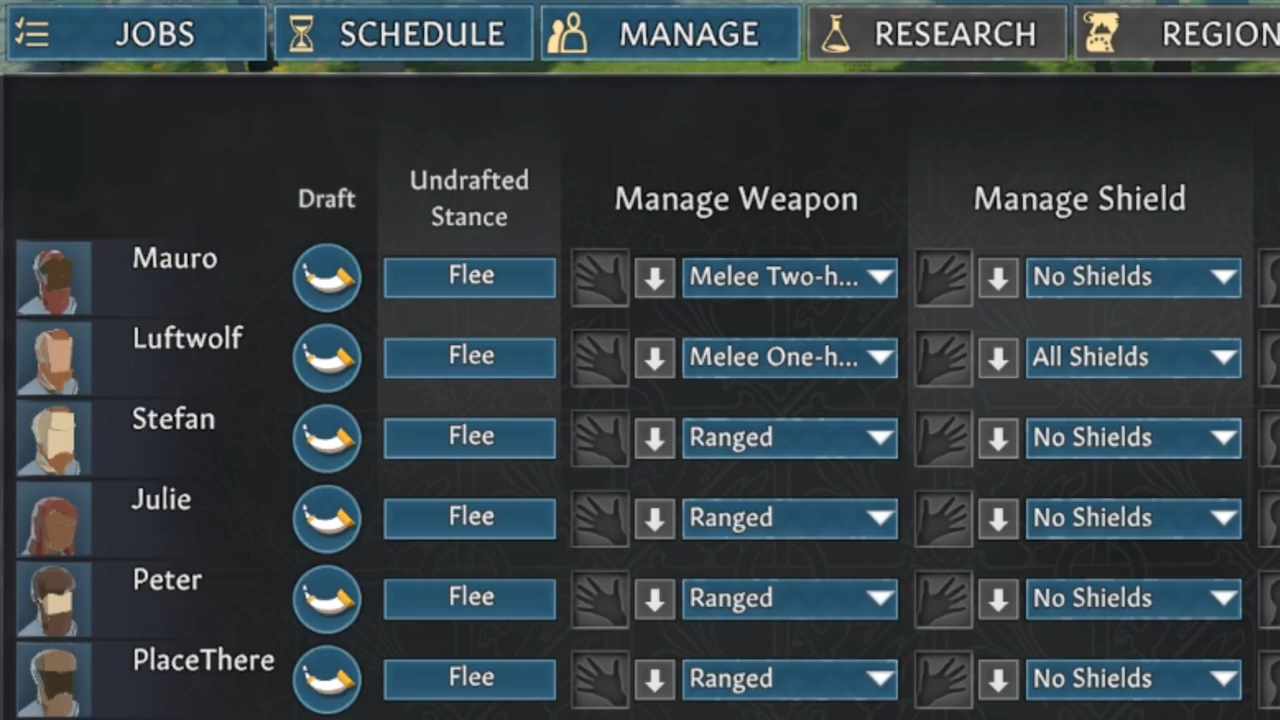 JOBS SCHEDULE MANAGE RESEARCH REGION
Draft Undrafted Stance Manage Weapon Manage Shield
Mauro Flee Melee Two-h... No Shields
Luftwolf Flee Melee One-h... All Shields
Stefan Flee Ranged No Shields
Julie Flee Ranged No Shields
Peter Flee Ranged No Shields
PlaceThere Flee Ranged No Shields